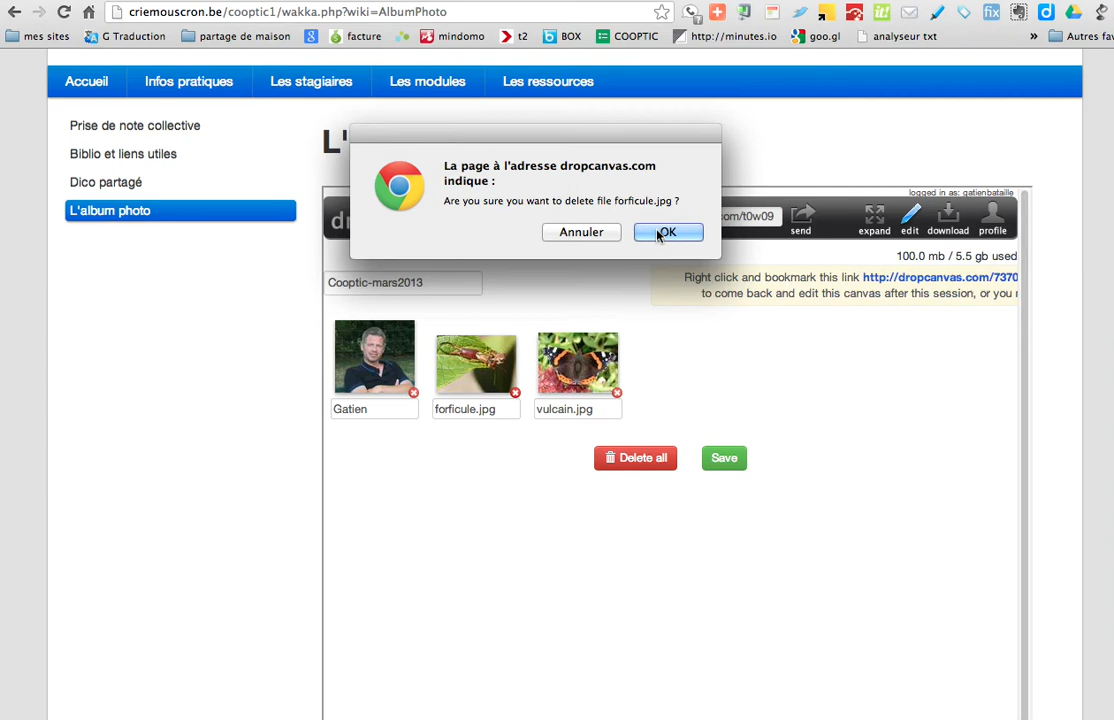 criemouscron.be/cooptic1/wakka.php?wiki=AlbumPhoto
mes sites G Traduction partage de maison facture mindomo t2 BOX COOPTIC http://minutes.io goo.gl analyseur txt » Autres fav
Accueil Infos pratiques Les stagiaires Les modules Les ressources
Prise de note collective
Biblio et liens utiles
Dico partagé
L'album photo
L'
La page à l'adresse dropcanvas.com
indique :
Are you sure you want to delete file forficule.jpg ?
Annuler OK
logged in as: gatienbataille
com/t0w09 send expand edit download profile
100.0 mb / 5.5 gb used
Cooptic-mars2013
Right click and bookmark this link http://dropcanvas.com/7370
to come back and edit this canvas after this session, or you
Gatien forficule.jpg vulcain.jpg
Delete all Save